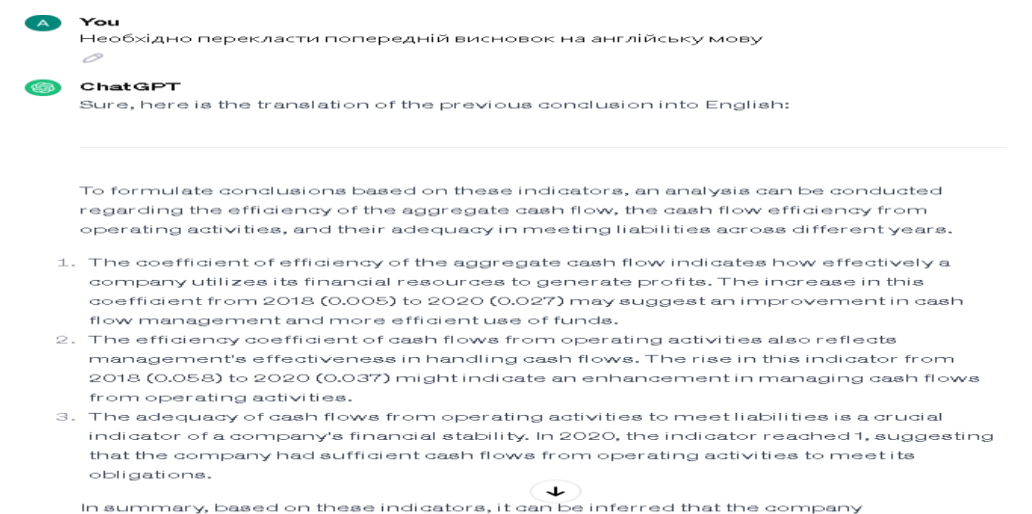 A
You
Необхідно перекласти попередній висновок на англійську мову
ChatGPT
Sure, here is the translation of the previous conclusion into English:
To formulate conclusions based on these indicators, an analysis can be conducted
regarding the efficiency of the aggregate cash flow, the cash flow efficiency from
operating activities, and their adequacy in meeting liabilities across different years.
1. The coefficient of efficiency of the aggregate cash flow indicates how effectively a
company utilizes its financial resources to generate profits. The increase in this
coefficient from 2018 (0.005) to 2020 (0.027) may suggest an improvement in cash
flow management and more efficient use of funds.
2. The efficiency coefficient of cash flows from operating activities also reflects
management's effectiveness in handling cash flows. The rise in this indicator from
2018 (0.058) to 2020 (0.037) might indicate an enhancement in managing cash flows
from operating activities.
3. The adequacy of cash flows from operating activities to meet liabilities is a crucial
indicator of a company's financial stability. In 2020, the indicator reached 1, suggesting
that the company had sufficient cash flows from operating activities to meet its
obligations.
In summary, based on these indicators, it can be inferred that the company